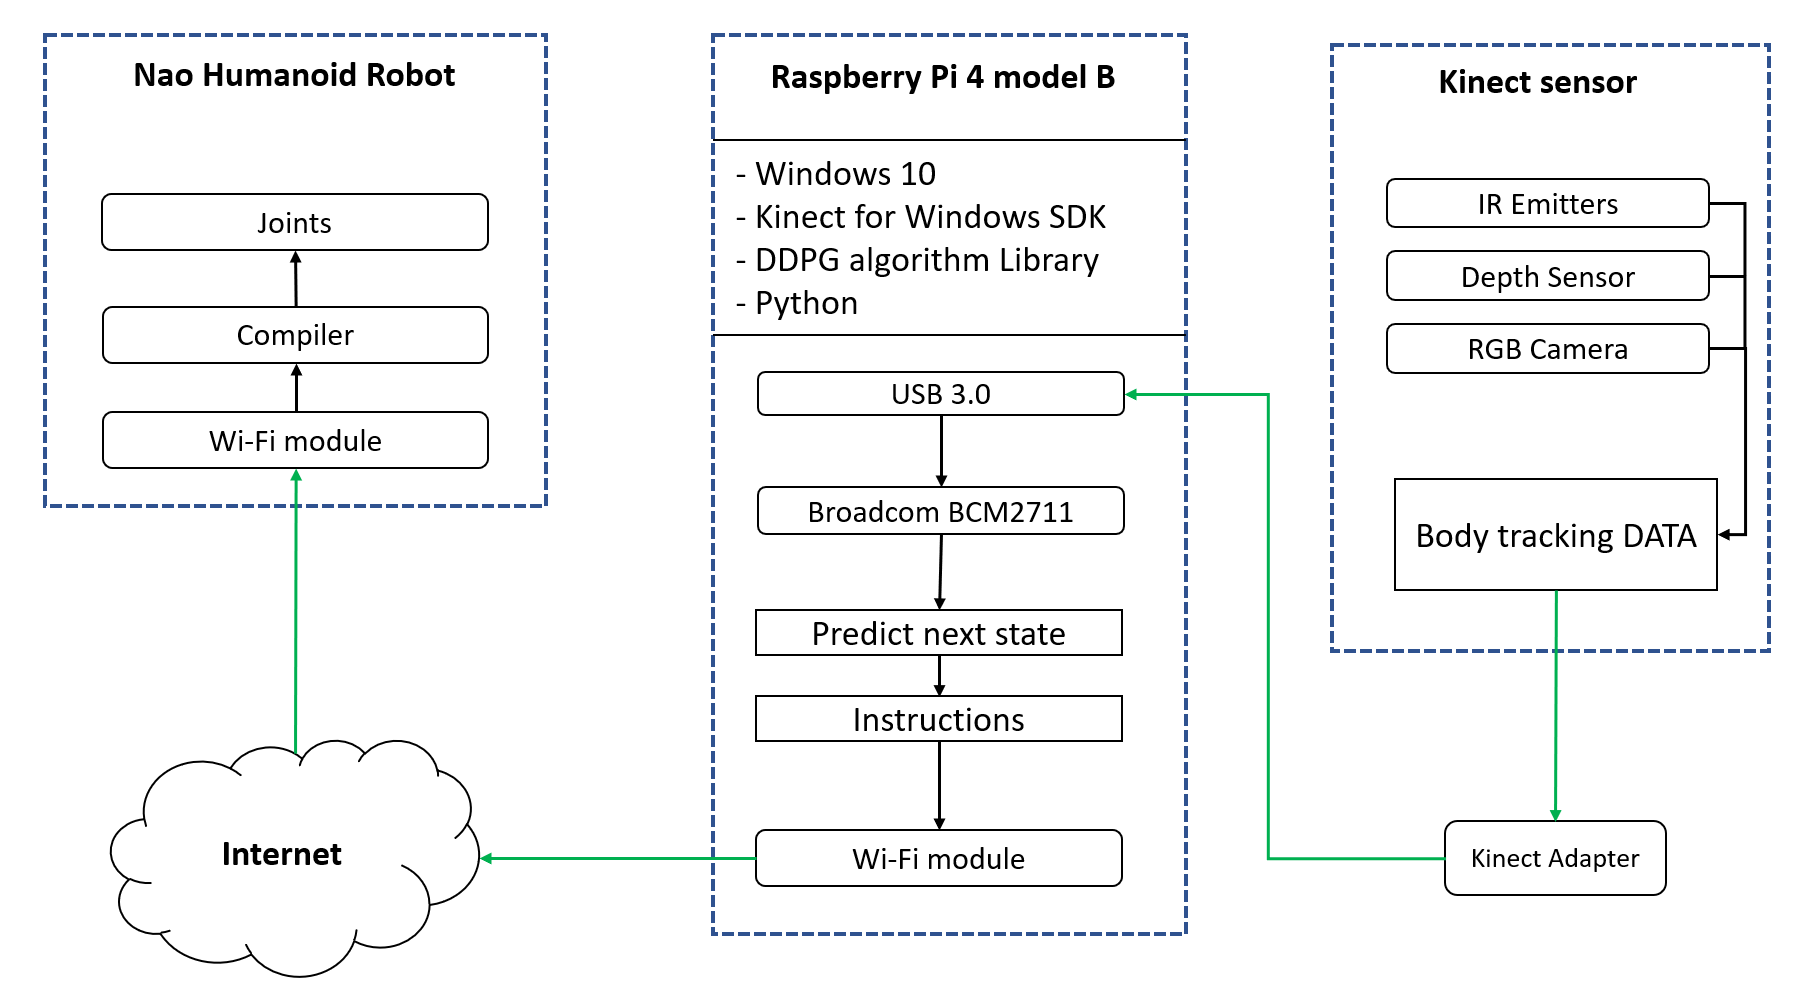 Nao Humanoid Robot
Joints
Compiler
Wi-Fi module
Internet
Raspberry Pi 4 model B
- Windows 10
- Kinect for Windows SDK
- DDPG algorithm Library
- Python
USB 3.0
Broadcom BCM2711
Predict next state
Instructions
Wi-Fi module
Kinect sensor
IR Emitters
Depth Sensor
RGB Camera
Body tracking DATA
Kinect Adapter